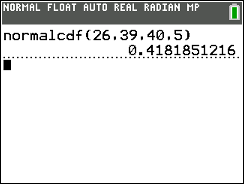 NORMAL FLOAT AUTO REAL RADIAN MP
normalcdf(26,39,40,5)
0.4181851216